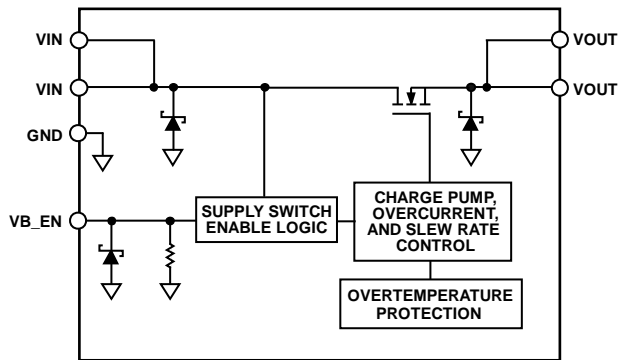 VIN
VOUT
VIN
VOUT
GND
VB_EN
SUPPLY SWITCH
ENABLE LOGIC
CHARGE PUMP,
OVERCURRENT,
AND SLEW RATE
CONTROL
OVERTEMPERATURE
PROTECTION